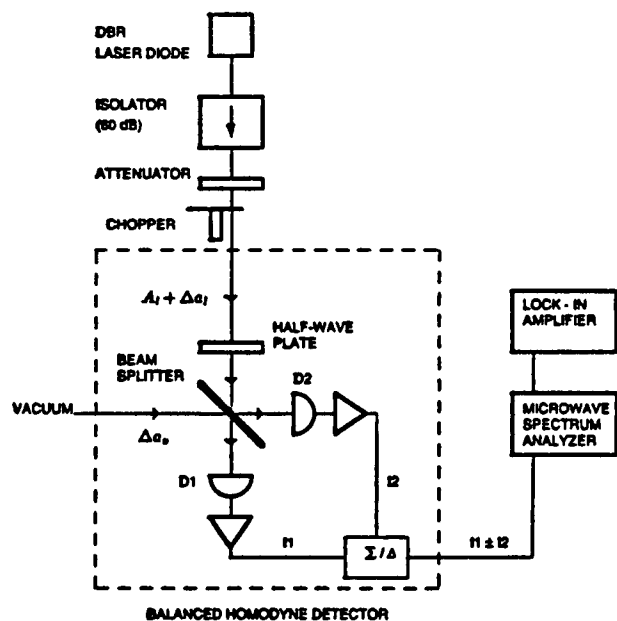 DBR
LASER DIODE
ISOLATOR
(60 dB)
ATTENUATOR
CHOPPER
A_l + Δa_l
HALF-WAVE
PLATE
BEAM
SPLITTER
D2
VACUUM
Δa_v
D1
I2
I1
Σ/Δ
I1 ± I2
LOCK-IN
AMPLIFIER
MICROWAVE
SPECTRUM
ANALYZER
BALANCED HOMODYNE DETECTOR